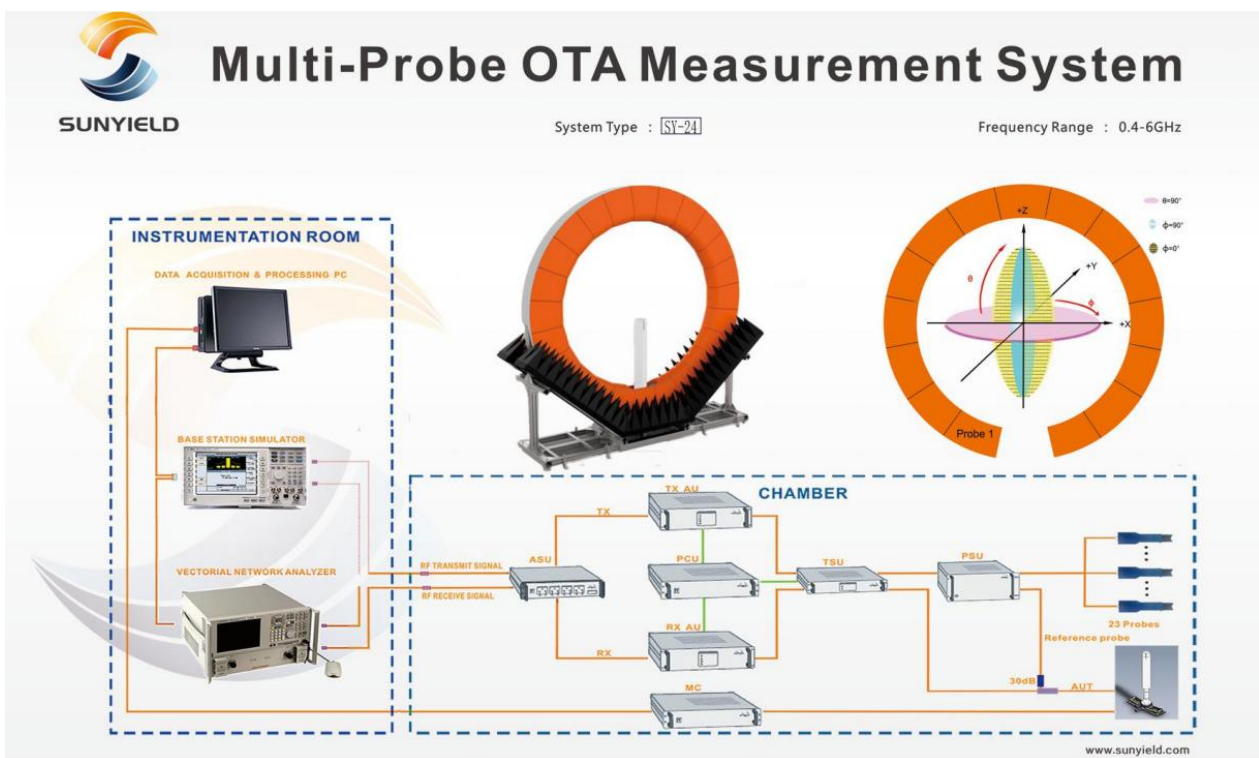 Multi-Probe OTA Measurement System
SUNYIELD
System Type : SY-24
Frequency Range : 0.4-6GHz
INSTRUMENTATION ROOM
DATA ACQUISITION & PROCESSING PC
BASE STATION SIMULATOR
VECTORIAL NETWORK ANALYZER
+Z
+Y
+X
θ
ϕ
θ=90°
ϕ=90°
ϕ=0°
Probe 1
CHAMBER
RF TRANSMIT SIGNAL
RF RECEIVE SIGNAL
ASU
TX
RX
TX AU
PCU
RX AU
MC
TSU
PSU
23 Probes
Reference probe
30dB
AUT
www.sunyield.com